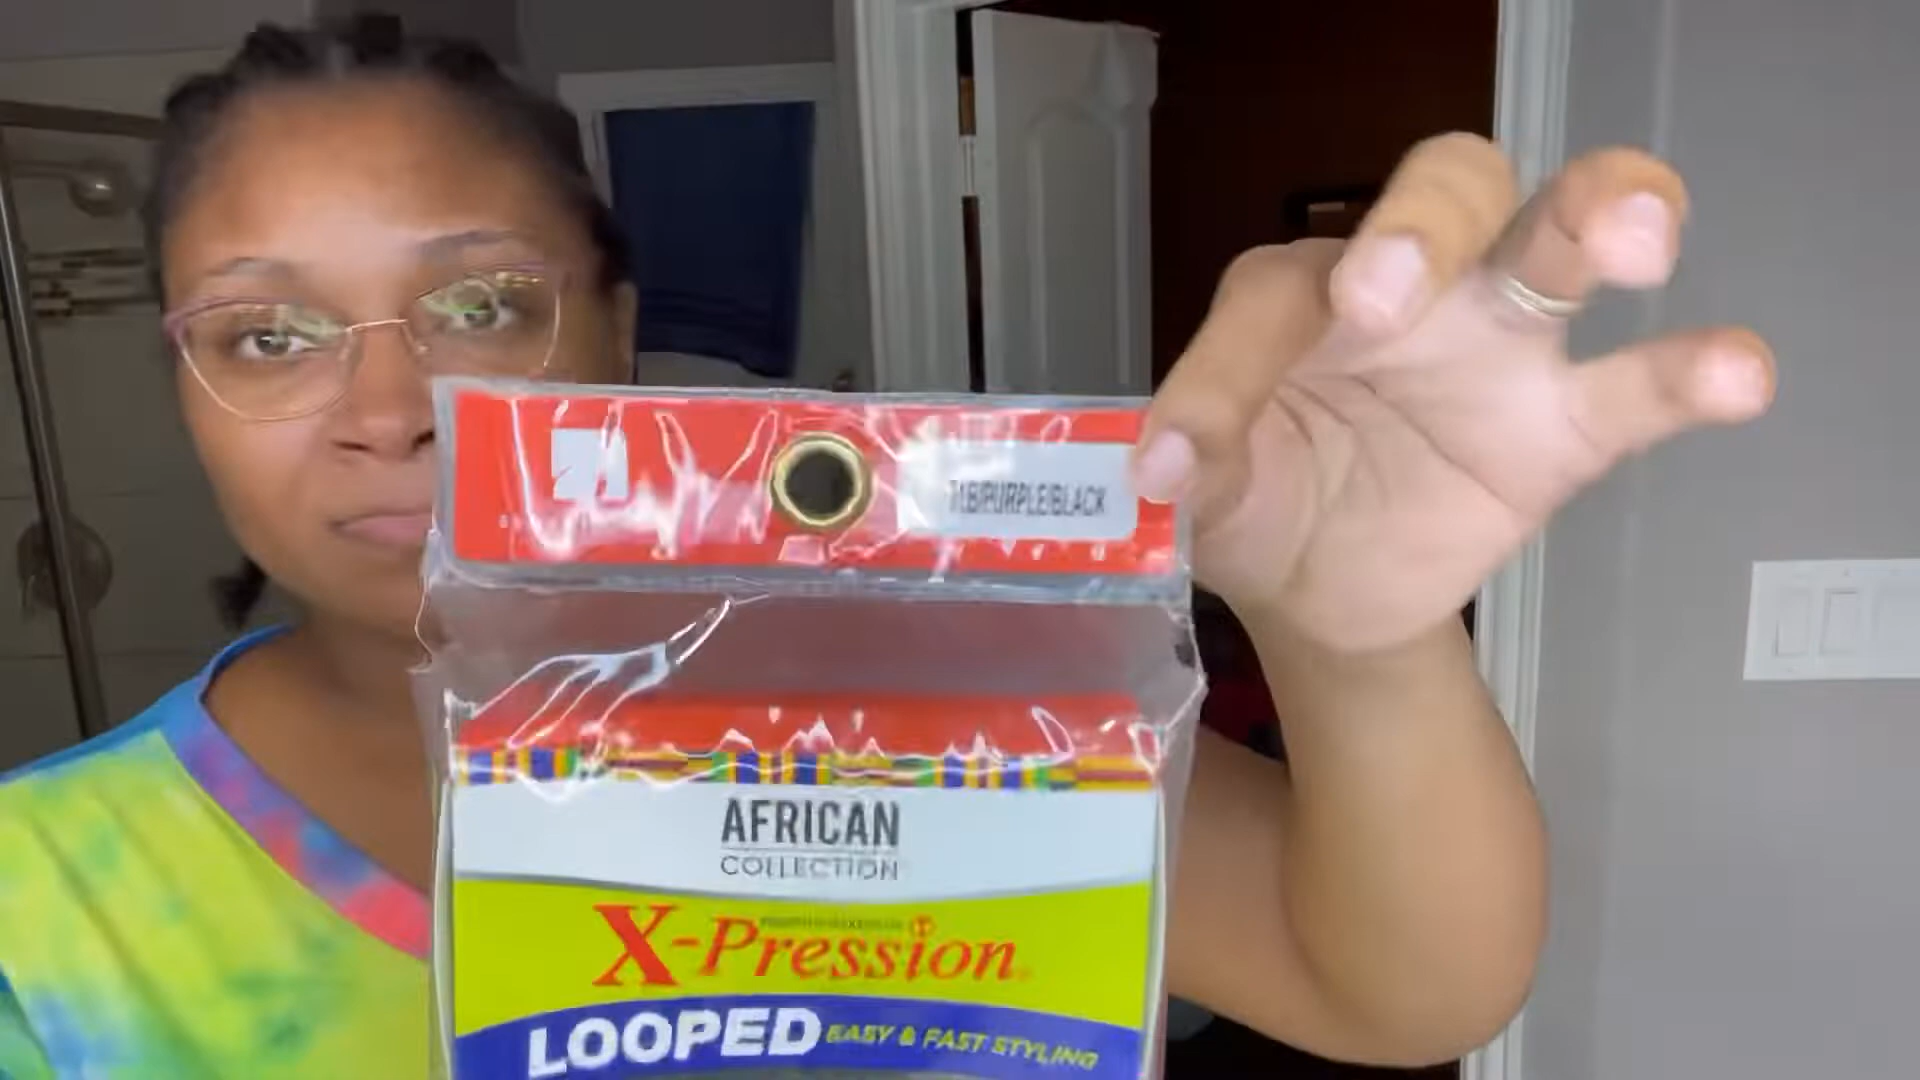 T1B/PURPLE/BLACK
AFRICAN
COLLECTION
X-Pression
LOOPED EASY & FAST STYLING